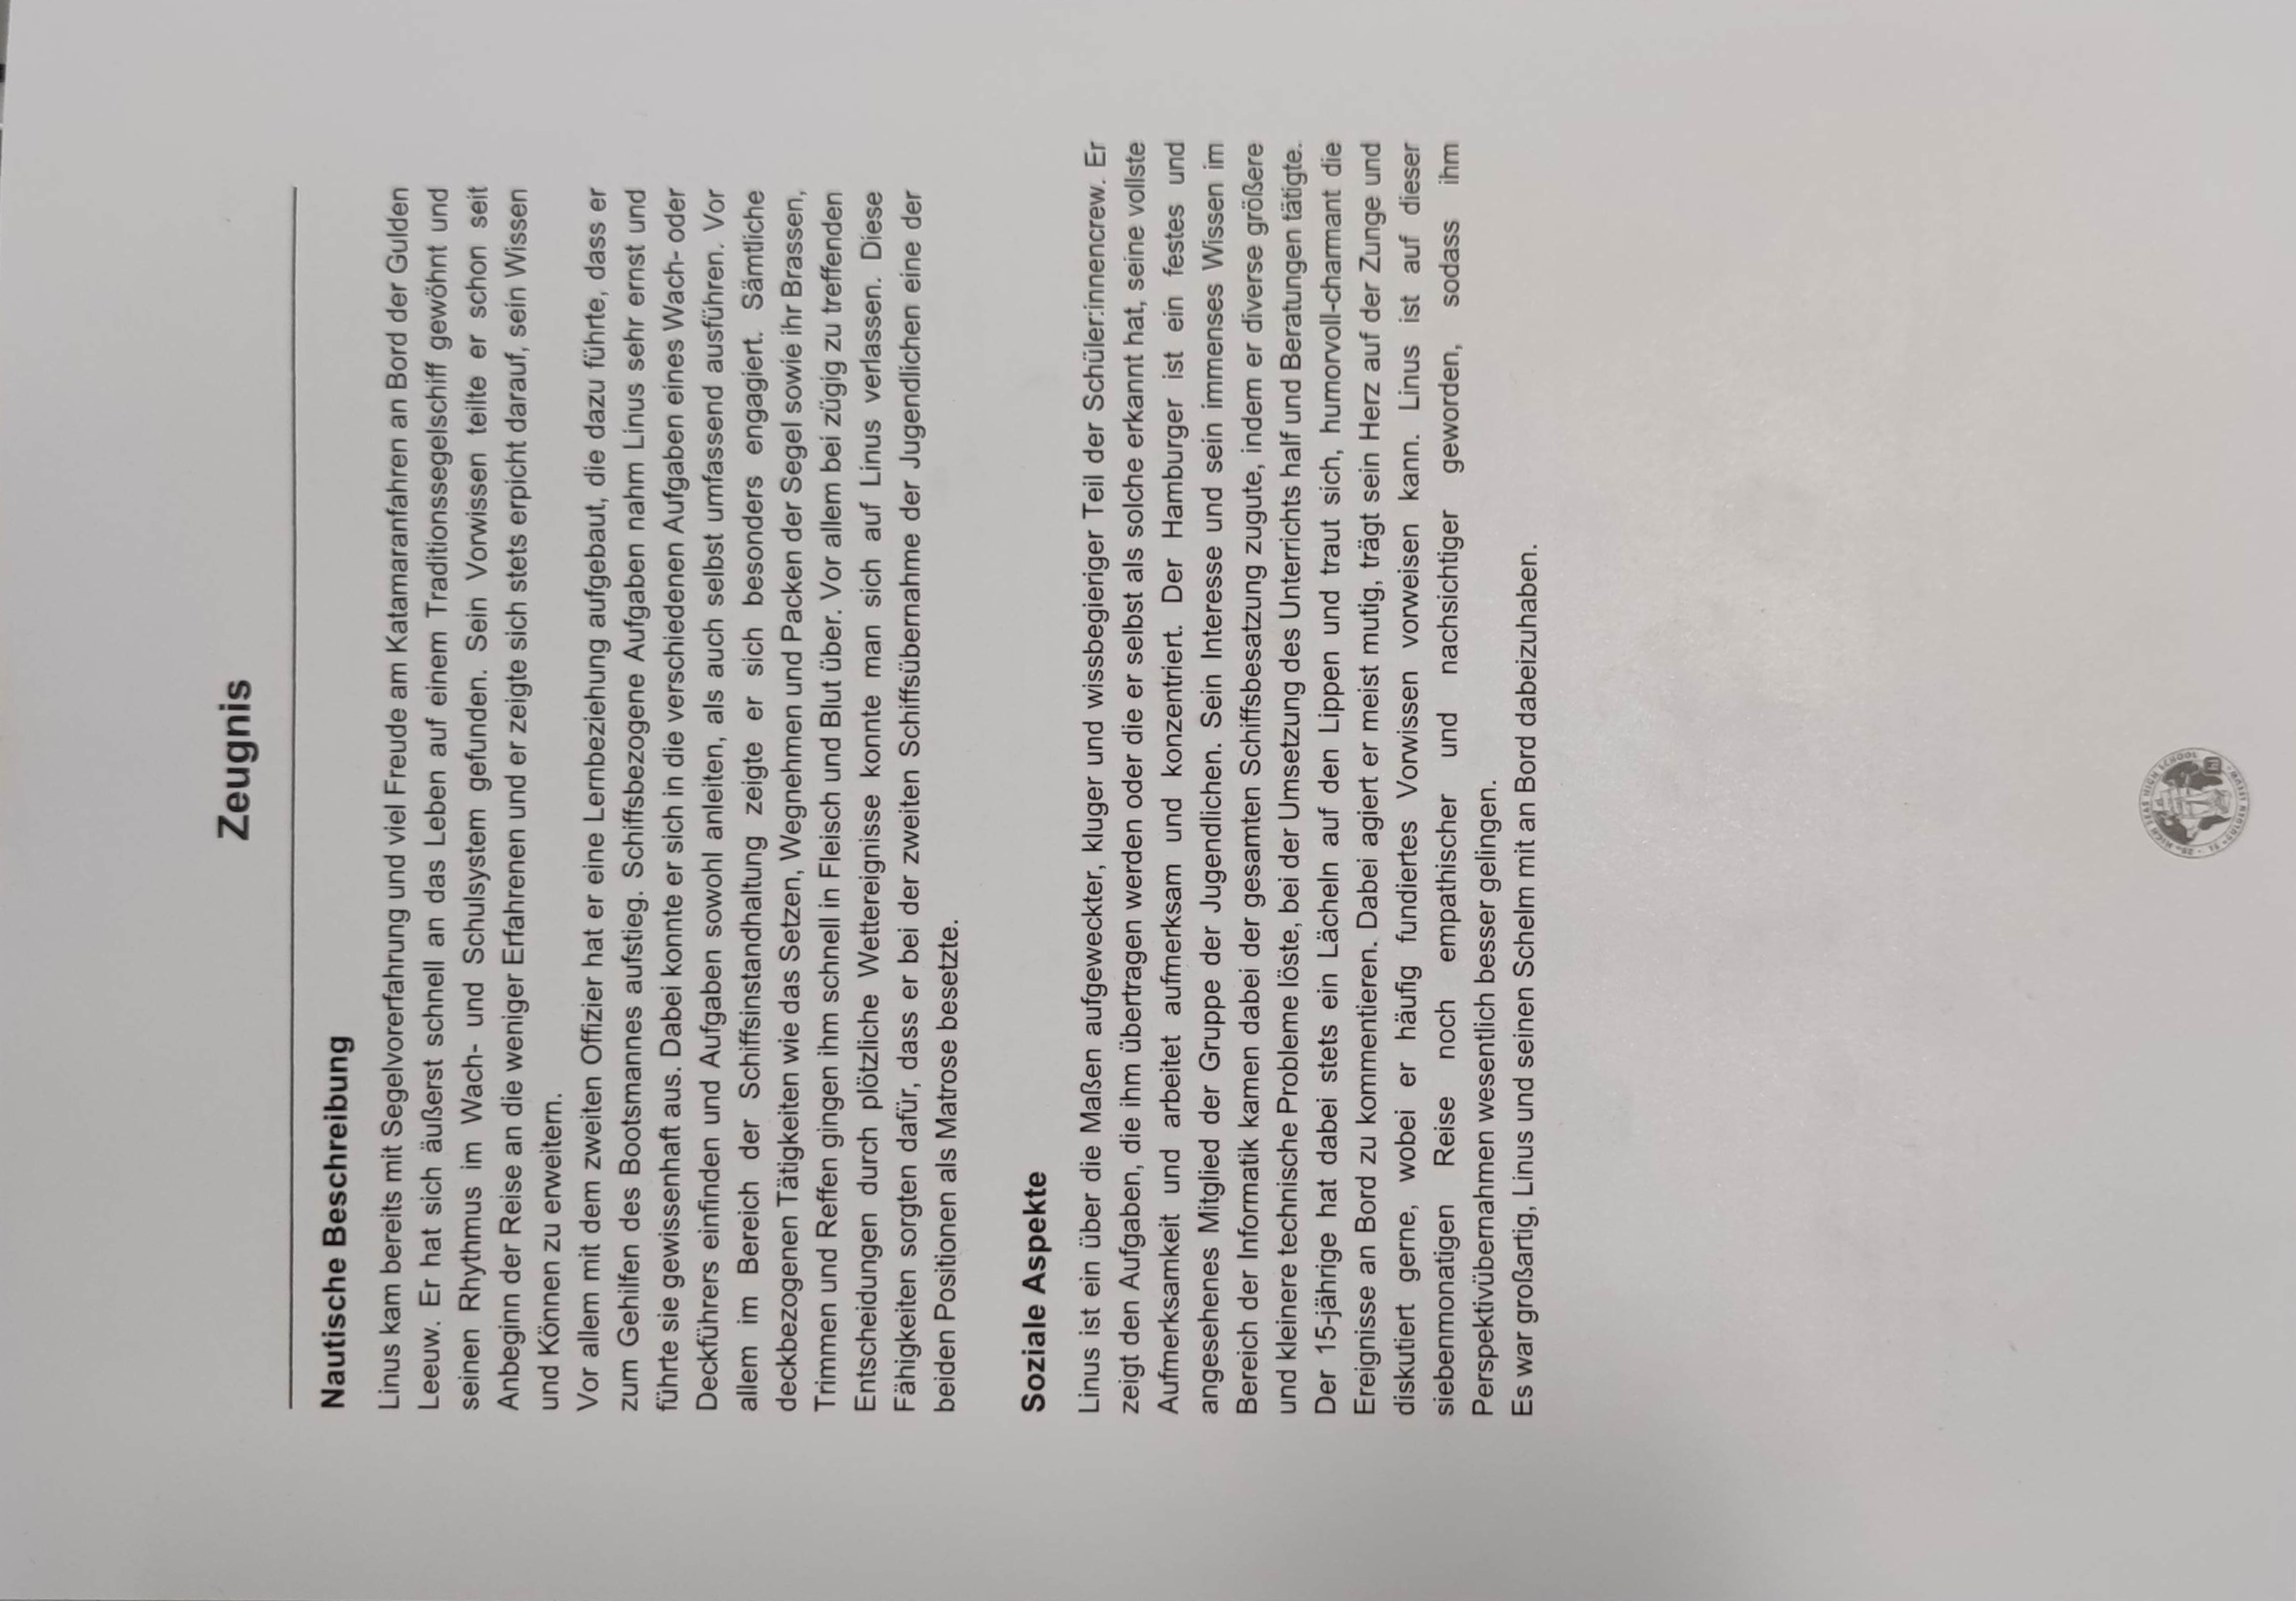 Zeugnis
Nautische Beschreibung
Linus kam bereits mit Segelvorerfahrung und viel Freude am Katamaranfahren an Bord der Gulden
Leeuw. Er hat sich äußerst schnell an das Leben auf einem Traditionssegelschiff gewöhnt und
seinen Rhythmus im Wach- und Schulsystem gefunden. Sein Vorwissen teilte er schon seit
Anbeginn der Reise an die weniger Erfahrenen und er zeigte sich stets erpicht darauf, sein Wissen
und Können zu erweitern.
Vor allem mit dem zweiten Offizier hat er eine Lernbeziehung aufgebaut, die dazu führte, dass er
zum Gehilfen des Bootsmannes aufstieg. Schiffsbezogene Aufgaben nahm Linus sehr ernst und
führte sie gewissenhaft aus. Dabei konnte er sich in die verschiedenen Aufgaben eines Wach- oder
Deckführers einfinden und Aufgaben sowohl anleiten, als auch selbst umfassend ausführen. Vor
allem im Bereich der Schiffsinstandhaltung zeigte er sich besonders engagiert. Sämtliche
deckbezogenen Tätigkeiten wie das Setzen, Wegnehmen und Packen der Segel sowie ihr Brassen,
Trimmen und Reffen gingen ihm schnell in Fleisch und Blut über. Vor allem bei zügig zu treffenden
Entscheidungen durch plötzliche Wettereignisse konnte man sich auf Linus verlassen. Diese
Fähigkeiten sorgten dafür, dass er bei der zweiten Schiffsübernahme der Jugendlichen eine der
beiden Positionen als Matrose besetzte.
Soziale Aspekte
Linus ist ein über die Maßen aufgeweckter, kluger und wissbegieriger Teil der Schüler:innencrew. Er
zeigt den Aufgaben, die ihm übertragen werden oder die er selbst als solche erkannt hat, seine vollste
Aufmerksamkeit und arbeitet aufmerksam und konzentriert. Der Hamburger ist ein festes und
angesehenes Mitglied der Gruppe der Jugendlichen. Sein Interesse und sein immenses Wissen im
Bereich der Informatik kamen dabei der gesamten Schiffsbesatzung zugute, indem er diverse größere
und kleinere technische Probleme löste, bei der Umsetzung des Unterrichts half und Beratungen tätigte.
Der 15-jährige hat dabei stets ein Lächeln auf den Lippen und traut sich, humorvoll-charmant die
Ereignisse an Bord zu kommentieren. Dabei agiert er meist mutig, trägt sein Herz auf der Zunge und
diskutiert gerne, wobei er häufig fundiertes Vorwissen vorweisen kann. Linus ist auf dieser
siebenmonatigen Reise noch empathischer und nachsichtiger geworden, sodass ihm
Perspektivübernahmen wesentlich besser gelingen.
Es war großartig, Linus und seinen Schelm mit an Bord dabeizuhaben.
HIGH SEAS HIGH SCHOOL
GULDEN LEEUW